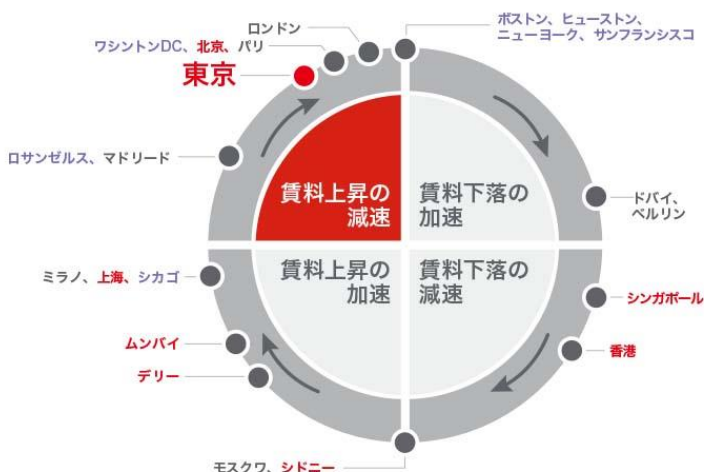 ロンドン
ワシントンDC、北京、パリ
東京
ボストン、ヒューストン、
ニューヨーク、サンフランシスコ
ロサンゼルス、マドリード
賃料上昇の
減速
賃料下落の
加速
ドバイ、
ベルリン
ミラノ、上海、シカゴ
賃料上昇の
加速
賃料下落の
減速
シンガポール
ムンバイ
香港
デリー
モスクワ、シドニー